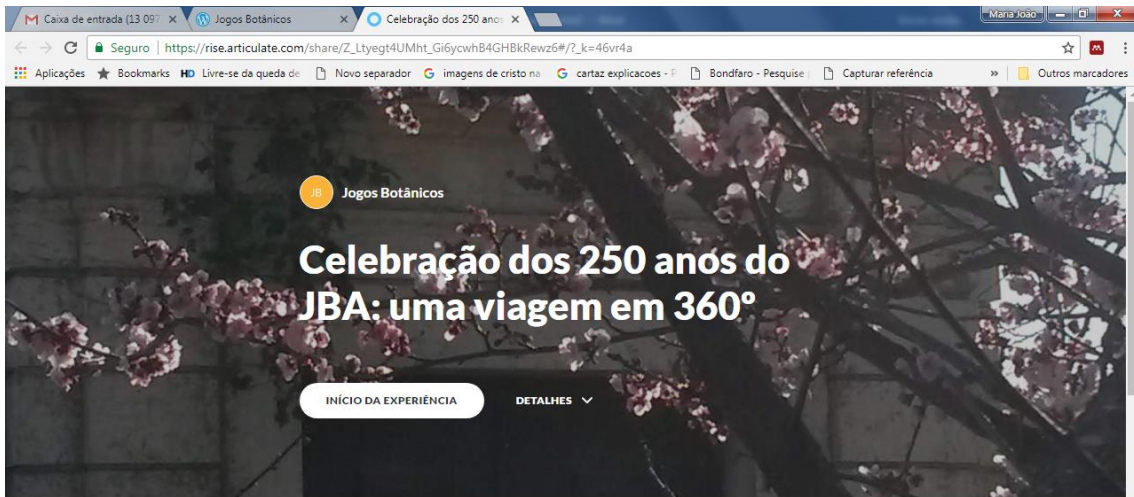 Caixa de entrada (13 097
Jogos Botânicos
Celebração dos 250 anos
Maria João
Seguro
https://rise.articulate.com/share/Z_Ltyegt4UMht_Gi6ycwhB4GHBkRewz6#/?_k=46vr4a
Aplicações
Bookmarks
HD Livre-se da queda de
Novo separador
G imagens de cristo na
G cartaz explicacoes - P
Bondfaro - Pesquise
Capturar referência
»
Outros marcadores
JB
Jogos Botânicos
Celebração dos 250 anos do
JBA: uma viagem em 360º
INÍCIO DA EXPERIÊNCIA
DETALHES